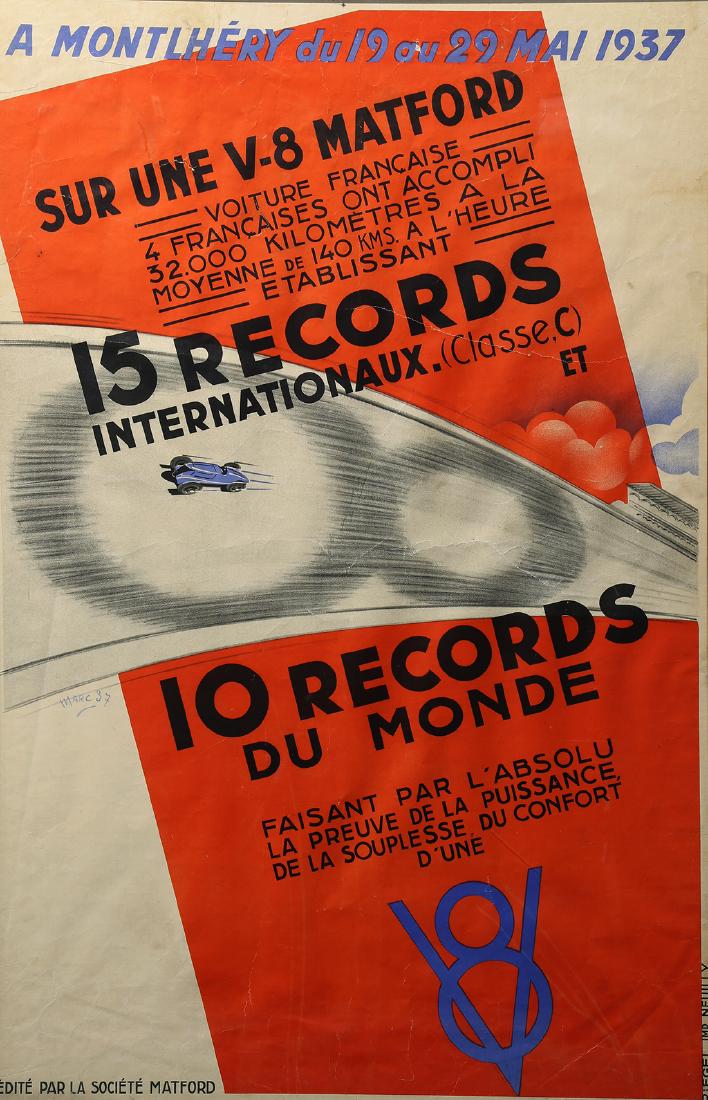 A MONTLHÉRY du 19 au 29 MAI 1937
SUR UNE V-8 MATFORD
VOITURE FRANÇAISE
4 FRANÇAISES ONT ACCOMPLI
32.000 KILOMÈTRES A LA
MOYENNE DE 140 KMS. A L'HEURE
ETABLISSANT
15 RECORDS
INTERNATIONAUX. (Classe, C)
ET
MARC 37
10 RECORDS
DU MONDE
FAISANT PAR L'ABSOLU
LA PREUVE DE LA PUISSANCE,
DE LA SOUPLESSE, DU CONFORT
D'UNE
V8
ÉDITÉ PAR LA SOCIÉTÉ MATFORD
IMP. NEUILLY